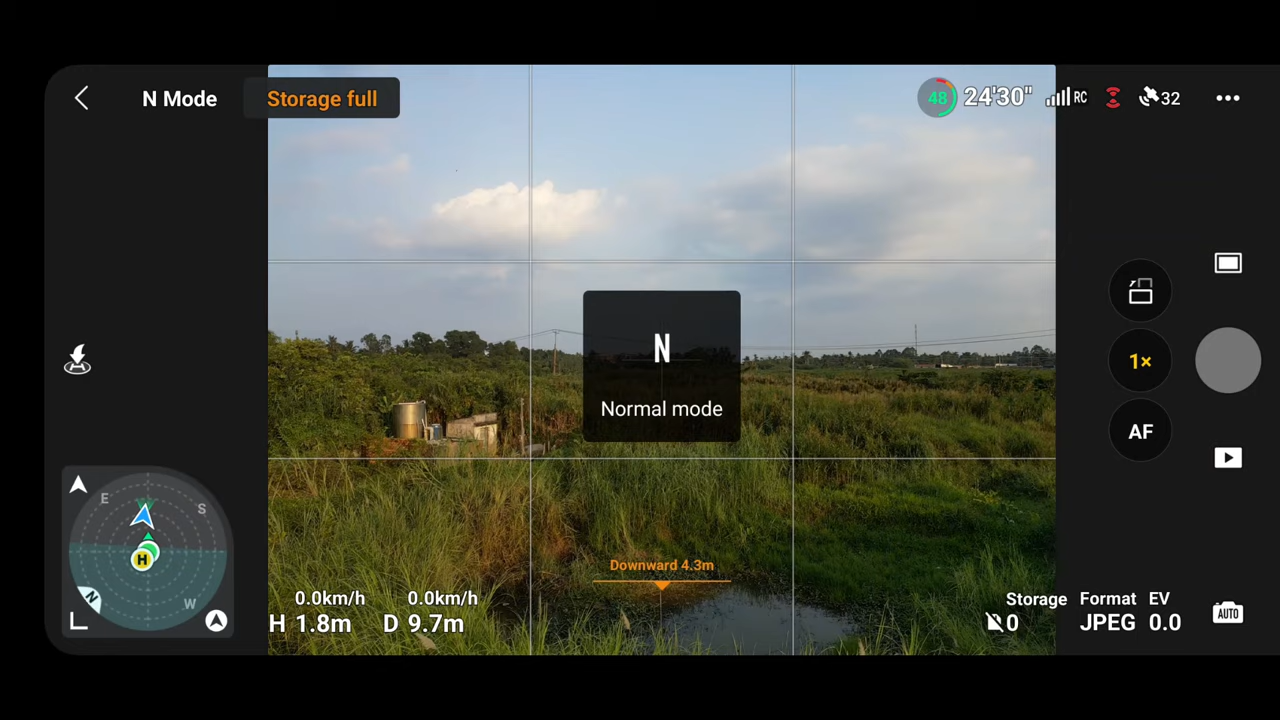 N Mode
Storage full
48
24'30"
RC
32
N
Normal mode
1×
AF
E
S
H
N
W
Downward 4.3m
0.0km/h
0.0km/h
H 1.8m
D 9.7m
Storage
0
Format
JPEG
EV
0.0
AUTO